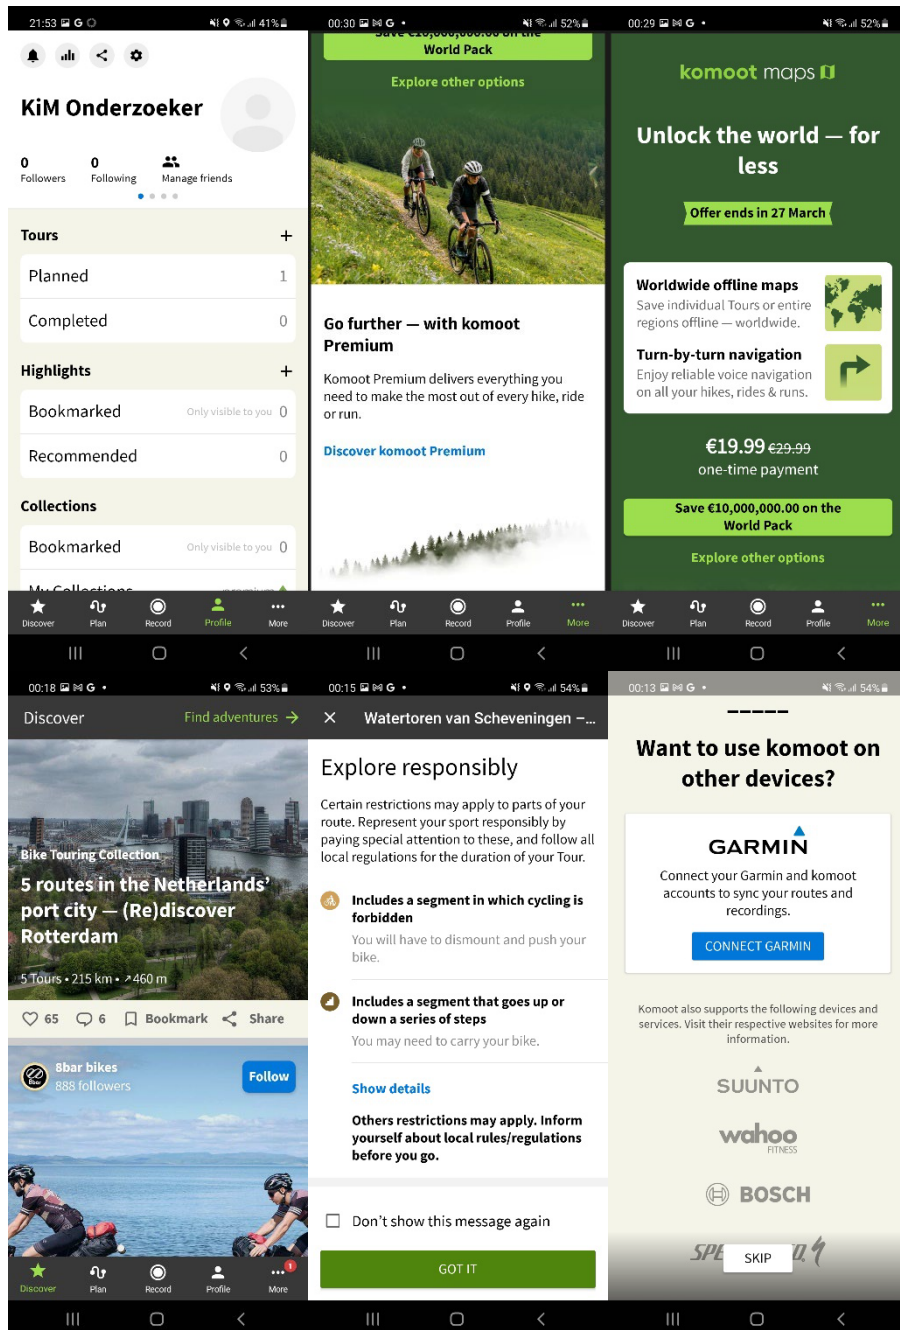 21:53 G 41%
KiM Onderzoeker
0 0
Followers Following Manage friends
Tours +
Planned 1
Completed 0
Highlights +
Bookmarked Only visible to you 0
Recommended 0
Collections
Bookmarked Only visible to you 0
My Collections premium
Discover Plan Record Profile More
00:30 G • 52%
Save €10,000,000.00 on the
World Pack
Explore other options
Go further — with komoot
Premium
Komoot Premium delivers everything you
need to make the most out of every hike, ride
or run.
Discover komoot Premium
Discover Plan Record Profile More
00:29 G • 52%
komoot maps
Unlock the world — for
less
Offer ends in 27 March
Worldwide offline maps
Save individual Tours or entire
regions offline — worldwide.
Turn-by-turn navigation
Enjoy reliable voice navigation
on all your hikes, rides & runs.
€19.99 €29.99
one-time payment
Save €10,000,000.00 on the
World Pack
Explore other options
Discover Plan Record Profile More
00:18 G • 53%
Discover Find adventures →
Bike Touring Collection
5 routes in the Netherlands’
port city — (Re)discover
Rotterdam
5 Tours • 215 km • ↗460 m
65 6 Bookmark Share
8bar bikes
888 followers
Follow
Discover Plan Record Profile More 1
00:15 G • 54%
× Watertoren van Scheveningen –...
Explore responsibly
Certain restrictions may apply to parts of your
route. Represent your sport responsibly by
paying special attention to these, and follow all
local regulations for the duration of your Tour.
Includes a segment in which cycling is
forbidden
You will have to dismount and push your
bike.
Includes a segment that goes up or
down a series of steps
You may need to carry your bike.
Show details
Others restrictions may apply. Inform
yourself about local rules/regulations
before you go.
Don’t show this message again
GOT IT
00:13 G • 54%
Want to use komoot on
other devices?
GARMIN
Connect your Garmin and komoot
accounts to sync your routes and
recordings.
CONNECT GARMIN
Komoot also supports the following devices and
services. Visit their respective websites for more
information.
SUUNTO
wahoo
FITNESS
BOSCH
SKIP